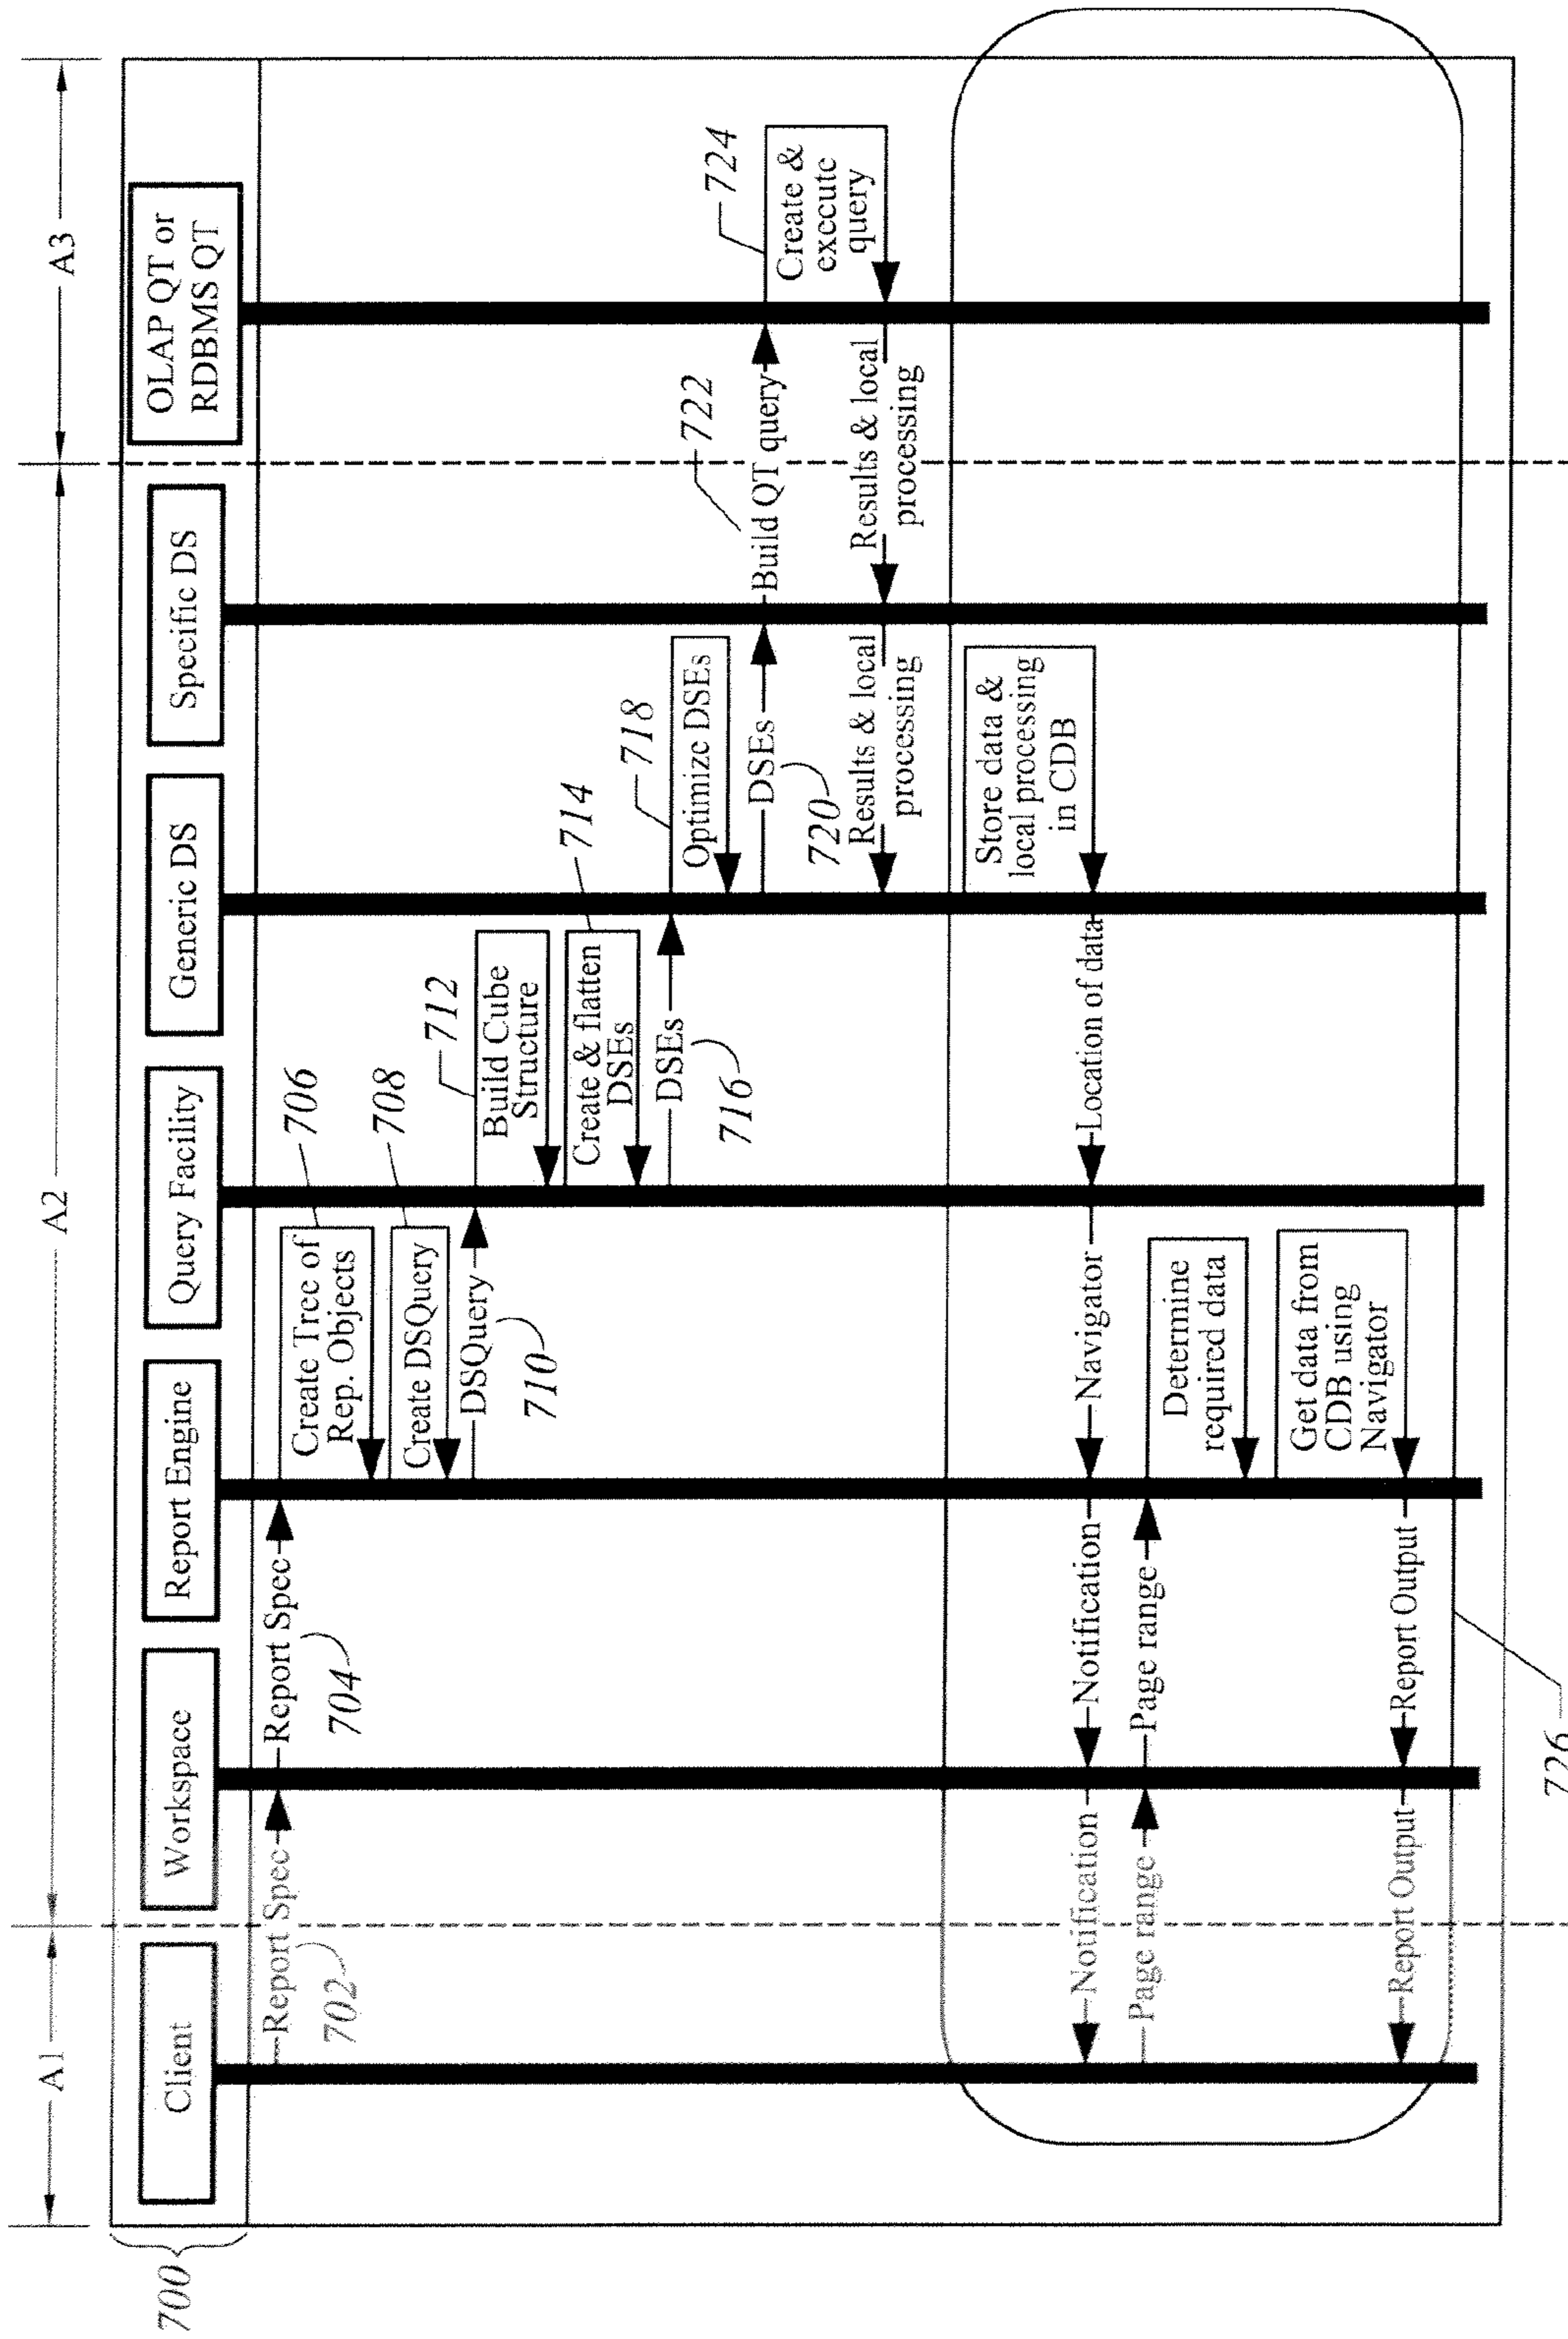 A1
A2
A3
700
Client
Workspace
Report Engine
Query Facility
Generic DS
Specific DS
OLAP QT or
RDBMS QT
Report Spec
702
Report Spec
704
Create Tree of
Rep. Objects
706
Create DSQuery
708
DSQuery
710
Build Cube
Structure
712
Create & flatten
DSEs
714
DSEs
716
Optimize DSEs
718
DSEs
720
Build QT query
722
Create &
execute
query
724
Results & local
processing
Results & local
processing
Store data &
local processing
in CDB
Location of data
Navigator
Notification
Notification
Page range
Page range
Determine
required data
Get data from
CDB using
Navigator
Report Output
Report Output
726